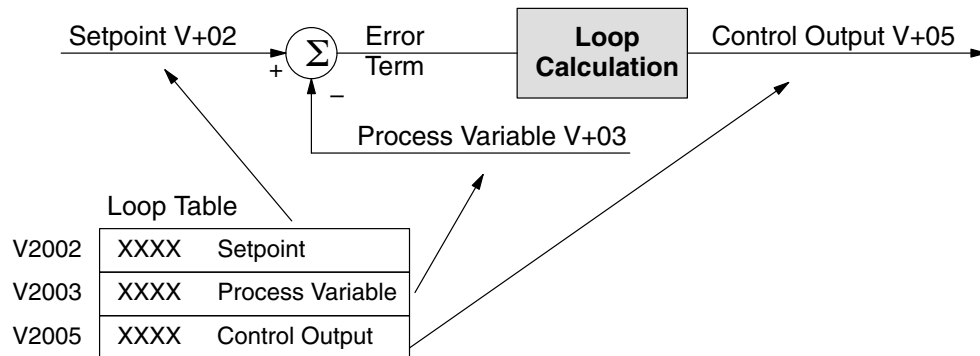 Setpoint V+02
+
Σ
−
Error
Term
Loop
Calculation
Control Output V+05
Process Variable V+03
Loop Table
V2002 XXXX Setpoint
V2003 XXXX Process Variable
V2005 XXXX Control Output